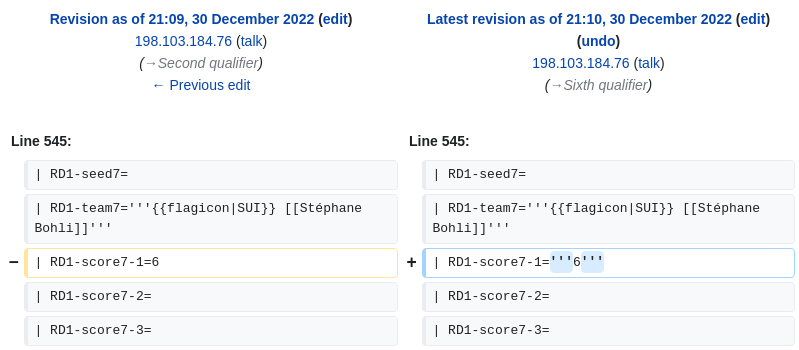 Revision as of 21:09, 30 December 2022 (edit)
198.103.184.76 (talk)
(→Second qualifier)
← Previous edit
Latest revision as of 21:10, 30 December 2022 (edit)
(undo)
198.103.184.76 (talk)
(→Sixth qualifier)
Line 545:
Line 545:
| RD1-seed7=
| RD1-seed7=
| RD1-team7='''{{flagicon|SUI}} [[Stéphane
Bohli]]'''
| RD1-team7='''{{flagicon|SUI}} [[Stéphane
Bohli]]'''
− | RD1-score7-1=6
+ | RD1-score7-1='''6'''
| RD1-score7-2=
| RD1-score7-2=
| RD1-score7-3=
| RD1-score7-3=